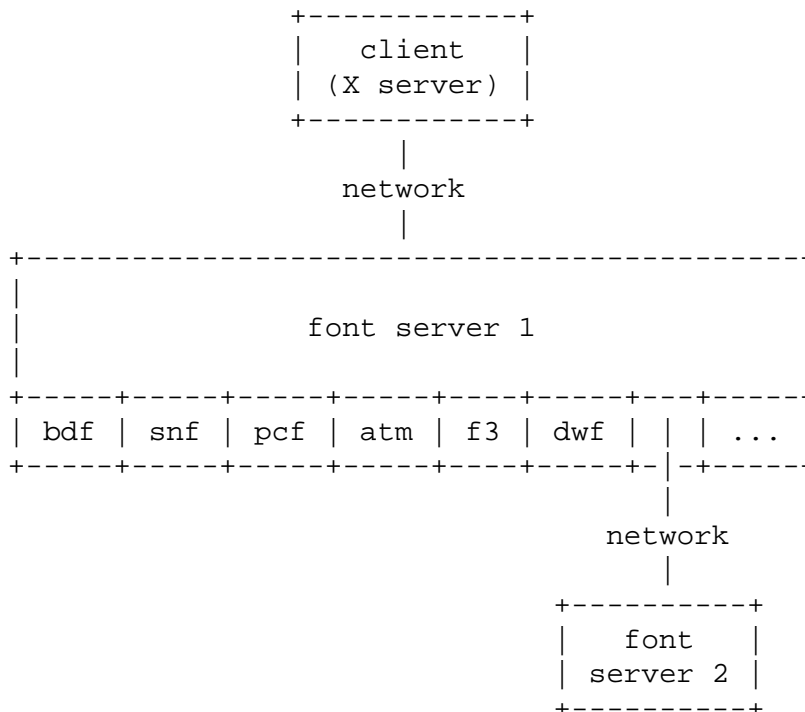 client
(X server)
network
font server 1
bdf | snf | pcf | atm | f3 | dwf | | | ...
network
font
server 2